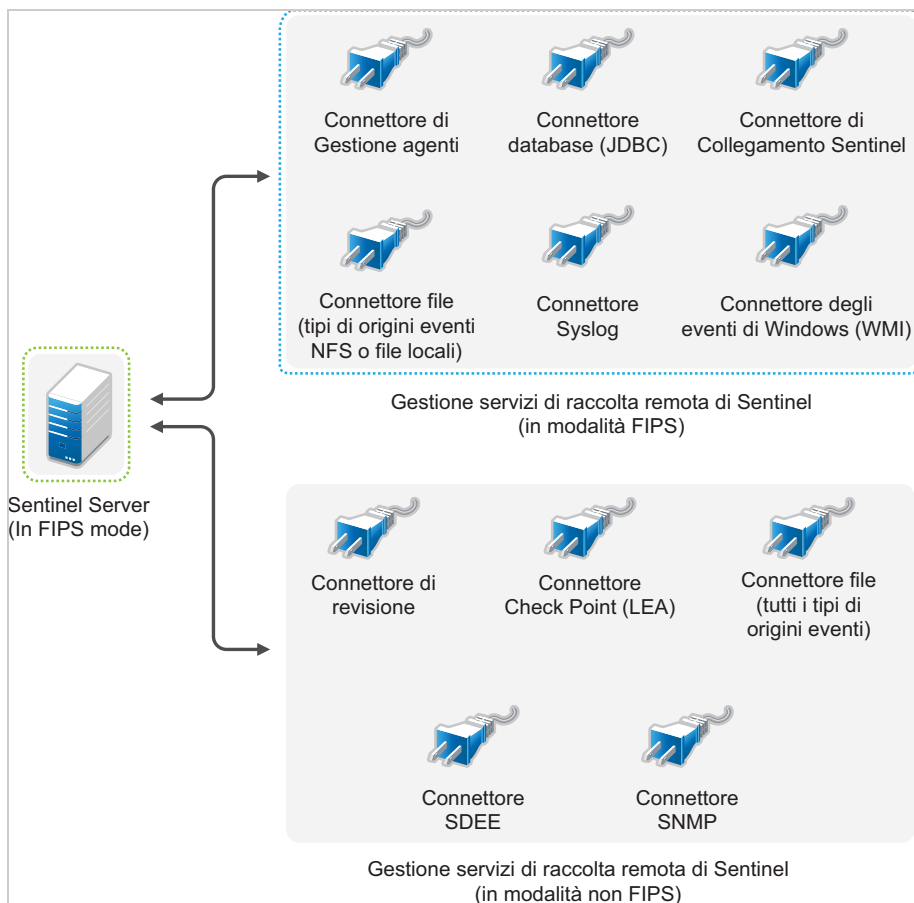 Connettore di
Gestione agenti
Connettore
database (JDBC)
Connettore di
Collegamento Sentinel
Connettore file
(tipi di origini eventi
NFS o file locali)
Connettore
Syslog
Connettore degli
eventi di Windows (WMI)
Gestione servizi di raccolta remota di Sentinel
(in modalità FIPS)
Sentinel Server
(In FIPS mode)
Connettore di
revisione
Connettore
Check Point (LEA)
Connettore file
(tutti i tipi di
origini eventi)
Connettore
SDEE
Connettore
SNMP
Gestione servizi di raccolta remota di Sentinel
(in modalità non FIPS)